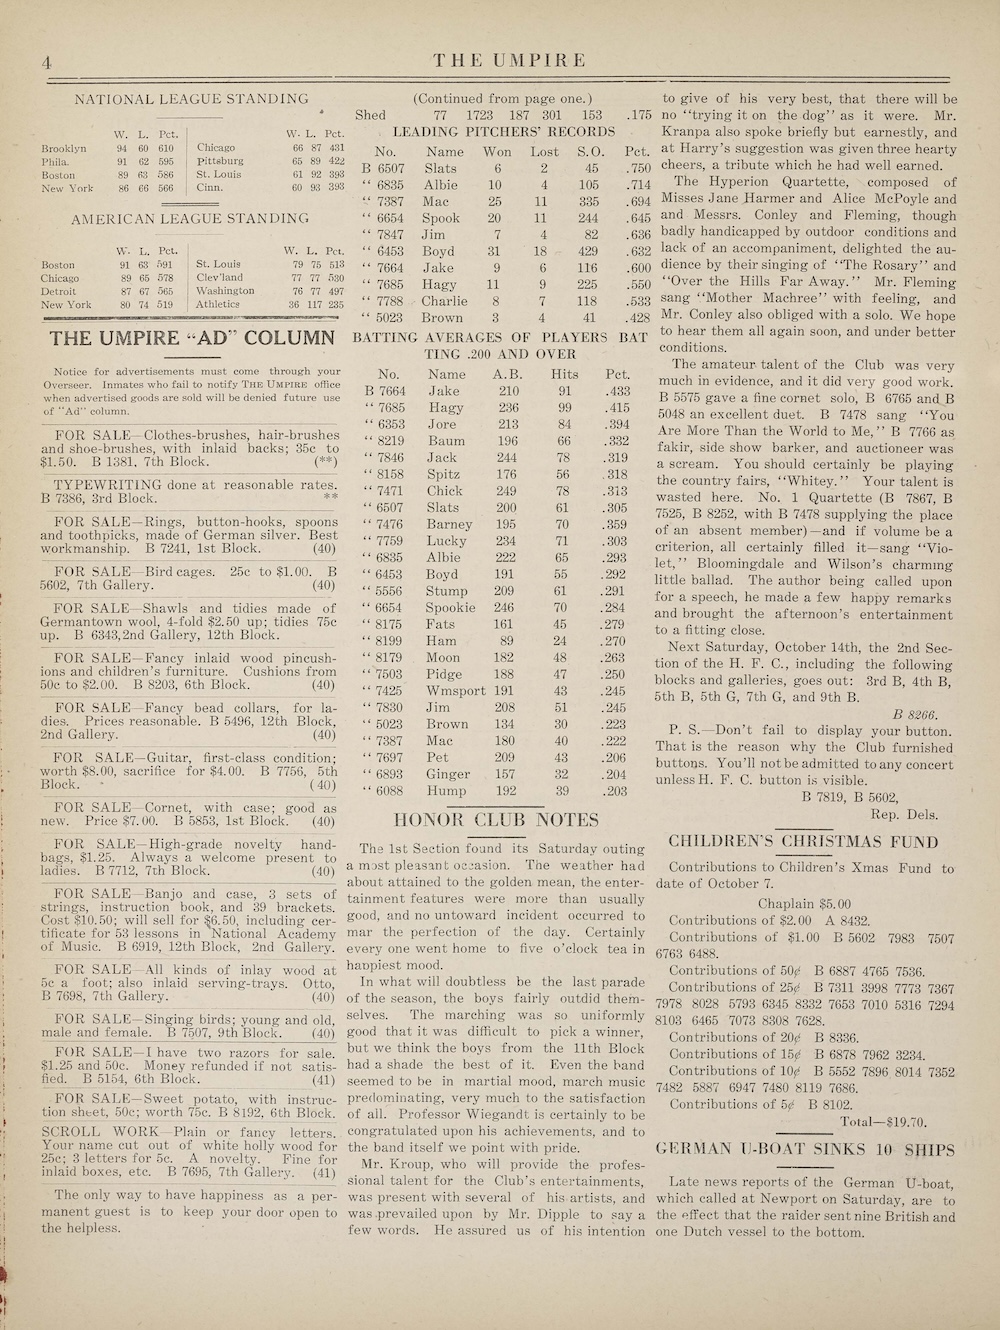 4
THE UMPIRE
NATIONAL LEAGUE STANDING
W. L. Pct. W. L. Pct.
Brooklyn 94 60 610 Chicago 66 87 431
Phila. 91 62 595 Pittsburg 65 89 422
Boston 89 63 586 St. Louis 61 92 393
New York 86 66 566 Cinn. 60 93 393
AMERICAN LEAGUE STANDING
W. L. Pct. W. L. Pct.
Boston 91 63 591 St. Louis 79 75 513
Chicago 89 65 578 Clev'land 77 77 530
Detroit 87 67 565 Washington 76 77 497
New York 80 74 519 Athletics 36 117 235
THE UMPIRE "AD" COLUMN
Notice for advertisements must come through your
Overseer. Inmates who fail to notify THE UMPIRE office
when advertised goods are sold will be denied future use
of "Ad" column.
FOR SALE—Clothes-brushes, hair-brushes
and shoe-brushes, with inlaid backs; 35c to
$1.50. B 1381, 7th Block. (**)
TYPEWRITING done at reasonable rates.
B 7386, 3rd Block. **
FOR SALE—Rings, button-hooks, spoons
and toothpicks, made of German silver. Best
workmanship. B 7241, 1st Block. (40)
FOR SALE—Bird cages. 25c to $1.00. B
5602, 7th Gallery. (40)
FOR SALE—Shawls and tidies made of
Germantown wool, 4-fold $2.50 up; tidies 75c
up. B 6343,2nd Gallery, 12th Block.
FOR SALE—Fancy inlaid wood pincush-
ions and children's furniture. Cushions from
50c to $2.00. B 8203, 6th Block. (40)
FOR SALE—Fancy bead collars, for la-
dies. Prices reasonable. B 5496, 12th Block,
2nd Gallery. (40)
FOR SALE—Guitar, first-class condition;
worth $8.00, sacrifice for $4.00. B 7756, 5th
Block. (40)
FOR SALE—Cornet, with case; good as
new. Price $7.00. B 5853, 1st Block. (40)
FOR SALE—High-grade novelty hand-
bags, $1.25. Always a welcome present to
ladies. B 7712, 7th Block. (40)
FOR SALE—Banjo and case, 3 sets of
strings, instruction book, and 39 brackets.
Cost $10.50; will sell for $6.50, including cer-
tificate for 53 lessons in National Academy
of Music. B 6919, 12th Block, 2nd Gallery.
FOR SALE—All kinds of inlay wood at
5c a foot; also inlaid serving-trays. Otto,
B 7698, 7th Gallery. (40)
FOR SALE—Singing birds; young and old,
male and female. B 7507, 9th Block. (40)
FOR SALE—I have two razors for sale.
$1.25 and 50c. Money refunded if not satis-
fied. B 5154, 6th Block. (41)
FOR SALE—Sweet potato, with instruc-
tion sheet, 50c; worth 75c. B 8192, 6th Block.
SCROLL WORK—Plain or fancy letters.
Your name cut out of white holly wood for
25c; 3 letters for 5c. A novelty. Fine for
inlaid boxes, etc. B 7695, 7th Gallery. (41)
The only way to have happiness as a per-
manent guest is to keep your door open to
the helpless.
(Continued from page one.)
Shed 77 1723 187 301 153 .175
LEADING PITCHERS' RECORDS
No. Name Won Lost S.O. Pct.
B 6507 Slats 6 2 45 .750
" 6835 Albie 10 4 105 .714
" 7387 Mac 25 11 335 .694
" 6654 Spook 20 11 244 .645
" 7847 Jim 7 4 82 .636
" 6453 Boyd 31 18 429 .632
" 7664 Jake 9 6 116 .600
" 7685 Hagy 11 9 225 .550
" 7788 Charlie 8 7 118 .533
" 5023 Brown 3 4 41 .428
BATTING AVERAGES OF PLAYERS BAT
TING .200 AND OVER
No. Name A.B. Hits Pct.
B 7664 Jake 210 91 .433
" 7685 Hagy 236 99 .415
" 6353 Jore 213 84 .394
" 8219 Baum 196 66 .332
" 7846 Jack 244 78 .319
" 8158 Spitz 176 56 .318
" 7471 Chick 249 78 .313
" 6507 Slats 200 61 .305
" 7476 Barney 195 70 .359
" 7759 Lucky 234 71 .303
" 6835 Albie 222 65 .293
" 6453 Boyd 191 55 .292
" 5556 Stump 209 61 .291
" 6654 Spookie 246 70 .284
" 8175 Fats 161 45 .279
" 8199 Ham 89 24 .270
" 8179 Moon 182 48 .263
" 7503 Pidge 188 47 .250
" 7425 Wmsport 191 43 .245
" 7830 Jim 208 51 .245
" 5023 Brown 134 30 .223
" 7387 Mac 180 40 .222
" 7697 Pet 209 43 .206
" 6893 Ginger 157 32 .204
" 6088 Hump 192 39 .203
HONOR CLUB NOTES
The 1st Section found its Saturday outing
a most pleasant occasion. The weather had
about attained to the golden mean, the enter-
tainment features were more than usually
good, and no untoward incident occurred to
mar the perfection of the day. Certainly
every one went home to five o'clock tea in
happiest mood.
In what will doubtless be the last parade
of the season, the boys fairly outdid them-
selves. The marching was so uniformly
good that it was difficult to pick a winner,
but we think the boys from the 11th Block
had a shade the best of it. Even the band
seemed to be in martial mood, march music
predominating, very much to the satisfaction
of all. Professor Wiegandt is certainly to be
congratulated upon his achievements, and to
the band itself we point with pride.
Mr. Kroup, who will provide the profes-
sional talent for the Club's entertainments,
was present with several of his artists, and
was prevailed upon by Mr. Dipple to say a
few words. He assured us of his intention
to give of his very best, that there will be
no "trying it on the dog" as it were. Mr.
Kranpa also spoke briefly but earnestly, and
at Harry's suggestion was given three hearty
cheers, a tribute which he had well earned.
The Hyperion Quartette, composed of
Misses Jane Harmer and Alice McPoyle and
and Messrs. Conley and Fleming, though
badly handicapped by outdoor conditions and
lack of an accompaniment, delighted the au-
dience by their singing of "The Rosary" and
"Over the Hills Far Away." Mr. Fleming
sang "Mother Machree" with feeling, and
Mr. Conley also obliged with a solo. We hope
to hear them all again soon, and under better
conditions.
The amateur talent of the Club was very
much in evidence, and it did very good work.
B 5575 gave a fine cornet solo, B 6765 and B
5048 an excellent duet. B 7478 sang "You
Are More Than the World to Me," B 7766 as
fakir, side show barker, and auctioneer was
a scream. You should certainly be playing
the country fairs, "Whitey." Your talent is
wasted here. No. 1 Quartette (B 7867, B
7525, B 8252, with B 7478 supplying the place
of an absent member)—and if volume be a
criterion, all certainly filled it—sang "Vio-
let," Bloomingdale and Wilson's charming
little ballad. The author being called upon
for a speech, he made a few happy remarks
and brought the afternoon's entertainment
to a fitting close.
Next Saturday, October 14th, the 2nd Sec-
tion of the H. F. C., including the following
blocks and galleries, goes out: 3rd B, 4th B,
5th B, 5th G, 7th G, and 9th B.
B 8266.
P. S.—Don't fail to display your button.
That is the reason why the Club furnished
buttons. You'll not be admitted to any concert
unless H. F. C. button is visible.
B 7819, B 5602,
Rep. Dels.
CHILDREN'S CHRISTMAS FUND
Contributions to Children's Xmas Fund to
date of October 7.
Chaplain $5.00
Contributions of $2.00 A 8432.
Contributions of $1.00 B 5602 7983 7507
6763 6488.
Contributions of 50¢ B 6887 4765 7536.
Contributions of 25¢ B 7311 3998 7773 7367
7978 8028 5793 6345 8332 7653 7010 5316 7294
8103 6465 7073 8308 7628.
Contributions of 20¢ B 8336.
Contributions of 15¢ B 6878 7962 3234.
Contributions of 10¢ B 5552 7896 8014 7352
7482 5887 6947 7480 8119 7686.
Contributions of 5¢ B 8102.
Total—$19.70.
GERMAN U-BOAT SINKS 10 SHIPS
Late news reports of the German U-boat,
which called at Newport on Saturday, are to
the effect that the raider sent nine British and
one Dutch vessel to the bottom.